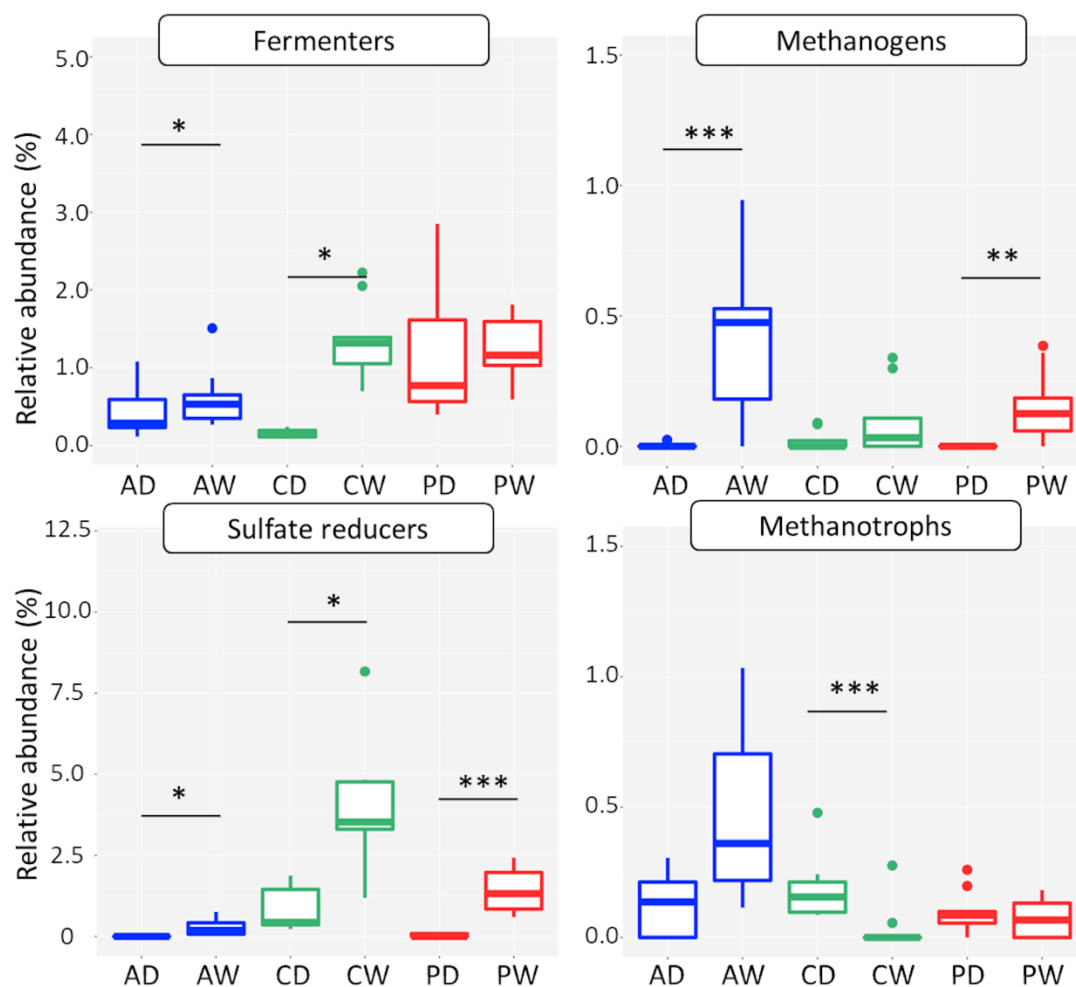 Fermenters
Relative abundance (%)
5.0
4.0
3.0
2.0
1.0
0.0
*
*
AD AW CD CW PD PW
Methanogens
1.5
1.0
0.5
0.0
***
**
AD AW CD CW PD PW
Sulfate reducers
Relative abundance (%)
12.5
10.0
7.5
5.0
2.5
0
*
*
***
AD AW CD CW PD PW
Methanotrophs
1.5
1.0
0.5
0.0
***
AD AW CD CW PD PW